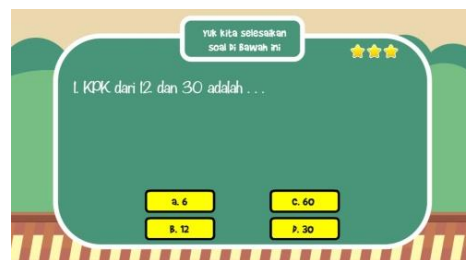 Yuk kita selesaikan
soal Di Bawah ini
1. KPK dari 12 dan 30 adalah . . .
a. 6
C. 60
B. 12
D. 30